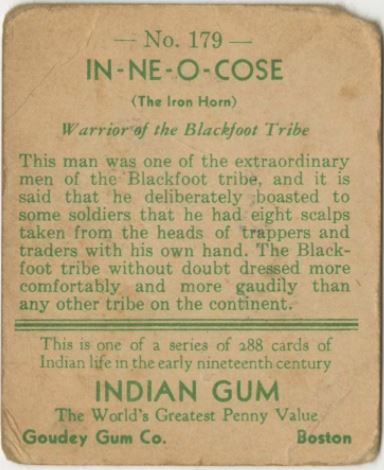 — No. 179 —
IN-NE-O-COSE
(The Iron Horn)
Warrior of the Blackfoot Tribe
This man was one of the extraordinary
men of the Blackfoot tribe, and it is
said that he deliberately boasted to
some soldiers that he had eight scalps
taken from the heads of trappers and
traders with his own hand. The Black-
foot tribe without doubt dressed more
comfortably and more gaudily than
any other tribe on the continent.
This is one of a series of 288 cards of
Indian life in the early nineteenth century
INDIAN GUM
The World's Greatest Penny Value
Goudey Gum Co. Boston